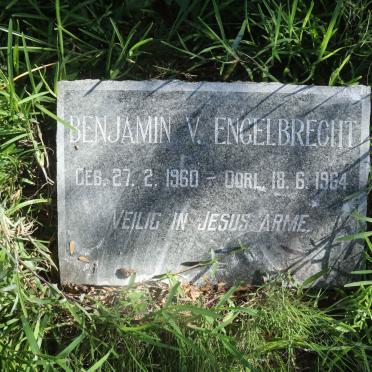 BENJAMIN V. ENGELBRECHT
GEB. 27. 2. 1960 - OORL. 18. 6. 1984
VEILIG IN JESUS ARME.